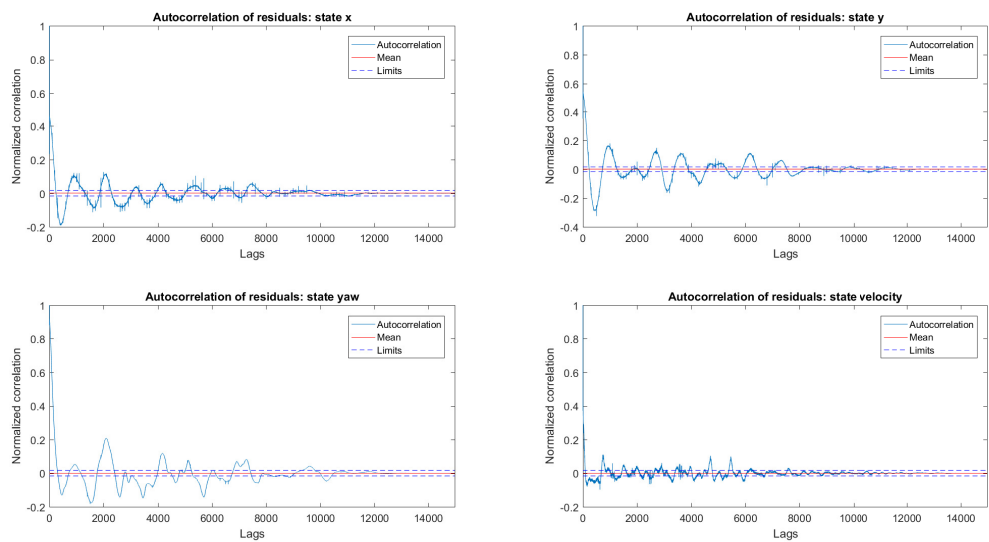 Autocorrelation of residuals: state x
1
0.8
0.6
0.4
0.2
0
-0.2
Normalized correlation
0 2000 4000 6000 8000 10000 12000 14000
Lags
Autocorrelation
Mean
Limits
Autocorrelation of residuals: state y
1
0.8
0.6
0.4
0.2
0
-0.2
-0.4
Normalized correlation
0 2000 4000 6000 8000 10000 12000 14000
Lags
Autocorrelation
Mean
Limits
Autocorrelation of residuals: state yaw
1
0.8
0.6
0.4
0.2
0
-0.2
Normalized correlation
0 2000 4000 6000 8000 10000 12000 14000
Lags
Autocorrelation
Mean
Limits
Autocorrelation of residuals: state velocity
1
0.8
0.6
0.4
0.2
0
-0.2
Normalized correlation
0 2000 4000 6000 8000 10000 12000 14000
Lags
Autocorrelation
Mean
Limits